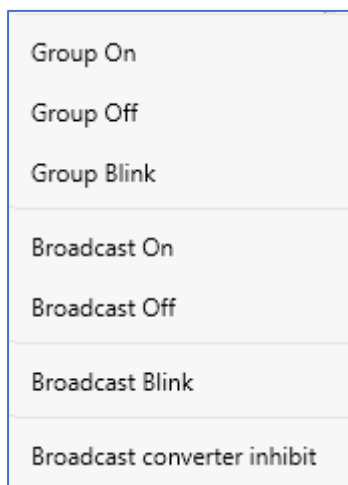 Group On
Group Off
Group Blink
Broadcast On
Broadcast Off
Broadcast Blink
Broadcast converter inhibit